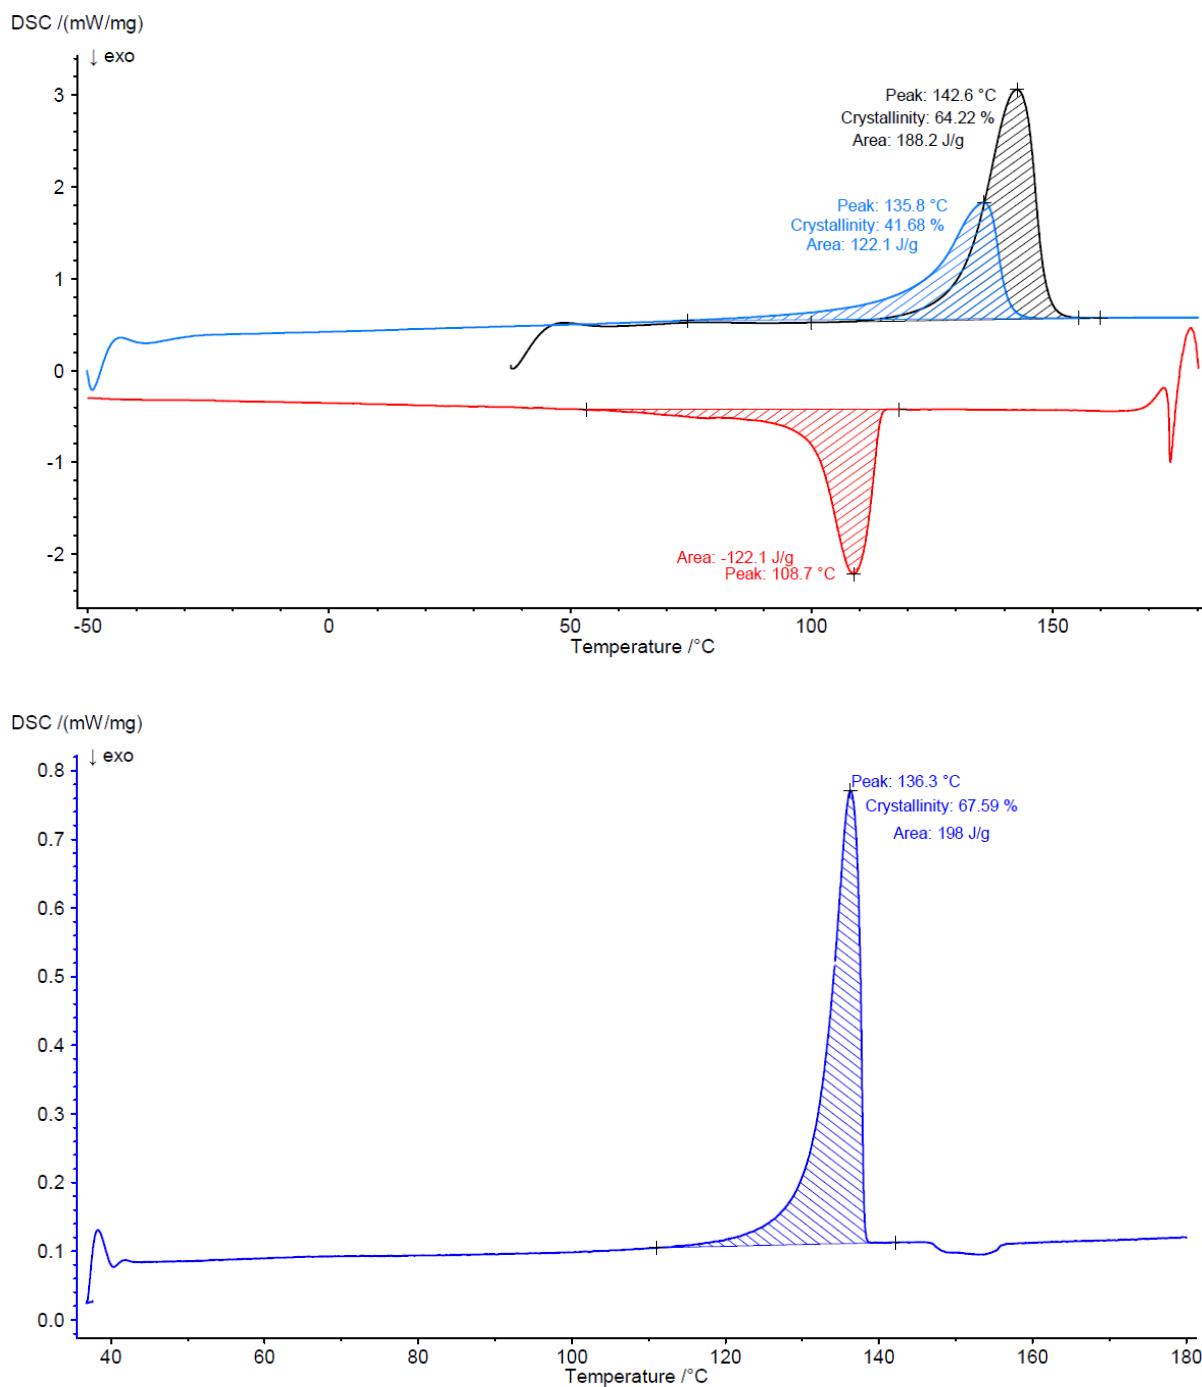 DSC /(mW/mg)
↓ exo
3
2
1
0
-1
-2
Peak: 142.6 °C
Crystallinity: 64.22 %
Area: 188.2 J/g
Peak: 135.8 °C
Crystallinity: 41.68 %
Area: 122.1 J/g
Area: -122.1 J/g
Peak: 108.7 °C
-50 0 50 100 150
Temperature /°C
DSC /(mW/mg)
↓ exo
0.8
0.7
0.6
0.5
0.4
0.3
0.2
0.1
0.0
Peak: 136.3 °C
Crystallinity: 67.59 %
Area: 198 J/g
40 60 80 100 120 140 160 180
Temperature /°C